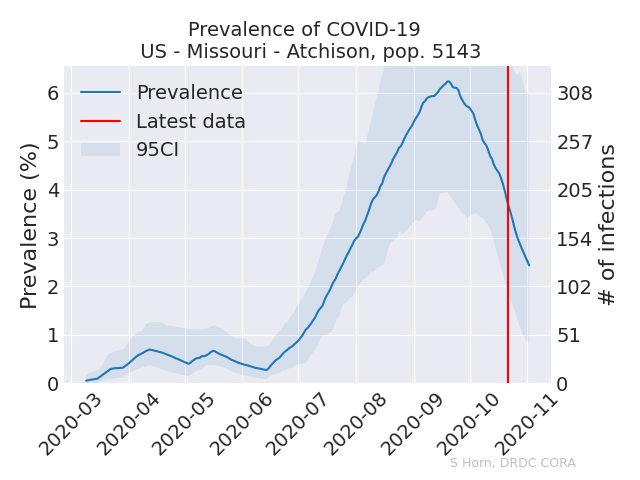 Prevalence of COVID-19
US - Missouri - Atchison, pop. 5143
Prevalence
Latest data
95CI
Prevalence (%)
6
5
4
3
2
1
0
308
257
205
154
102
51
0
# of infections
2020-03
2020-04
2020-05
2020-06
2020-07
2020-08
2020-09
2020-10
2020-11
S Horn, DRDC CORA